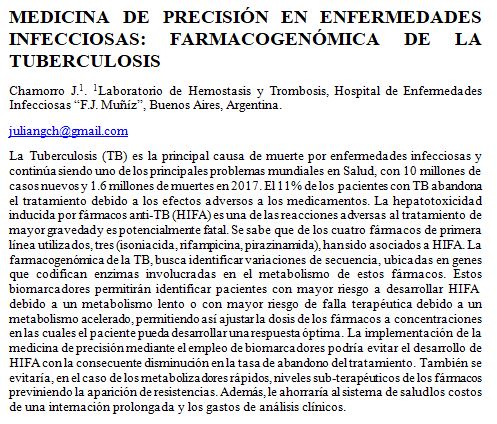 MEDICINA DE PRECISIÓN EN ENFERMEDADES
INFECCIOSAS: FARMACOGENÓMICA DE LA
TUBERCULOSIS
Chamorro J.1. 1Laboratorio de Hemostasis y Trombosis, Hospital de Enfermedades
Infecciosas “F.J. Muñíz”, Buenos Aires, Argentina.
juliangch@gmail.com
La Tuberculosis (TB) es la principal causa de muerte por enfermedades infecciosas y
continúa siendo uno de los principales problemas mundiales en Salud, con 10 millones de
casos nuevos y 1.6 millones de muertes en 2017. El 11% de los pacientes con TB abandona
el tratamiento debido a los efectos adversos a los medicamentos. La hepatotoxicidad
inducida por fármacos anti-TB (HIFA) es una de las reacciones adversas al tratamiento de
mayor gravedad y es potencialmente fatal. Se sabe que de los cuatro fármacos de primera
línea utilizados, tres (isoniacida, rifampicina, pirazinamida), han sido asociados a HIFA. La
farmacogenómica de la TB, busca identificar variaciones de secuencia, ubicadas en genes
que codifican enzimas involucradas en el metabolismo de estos fármacos. Estos
biomarcadores permitirán identificar pacientes con mayor riesgo a desarrollar HIFA
debido a un metabolismo lento o con mayor riesgo de falla terapéutica debido a un
metabolismo acelerado, permitiendo así ajustar la dosis de los fármacos a concentraciones
en las cuales el paciente pueda desarrollar una respuesta óptima. La implementación de la
medicina de precisión mediante el empleo de biomarcadores podría evitar el desarrollo de
HIFA con la consecuente disminución en la tasa de abandono del tratamiento. También se
evitaría, en el caso de los metabolizadores rápidos, niveles sub-terapéuticos de los fármacos
previniendo la aparición de resistencias. Además, le ahorraría al sistema de salud los costos
de una internación prolongada y los gastos de análisis clínicos.